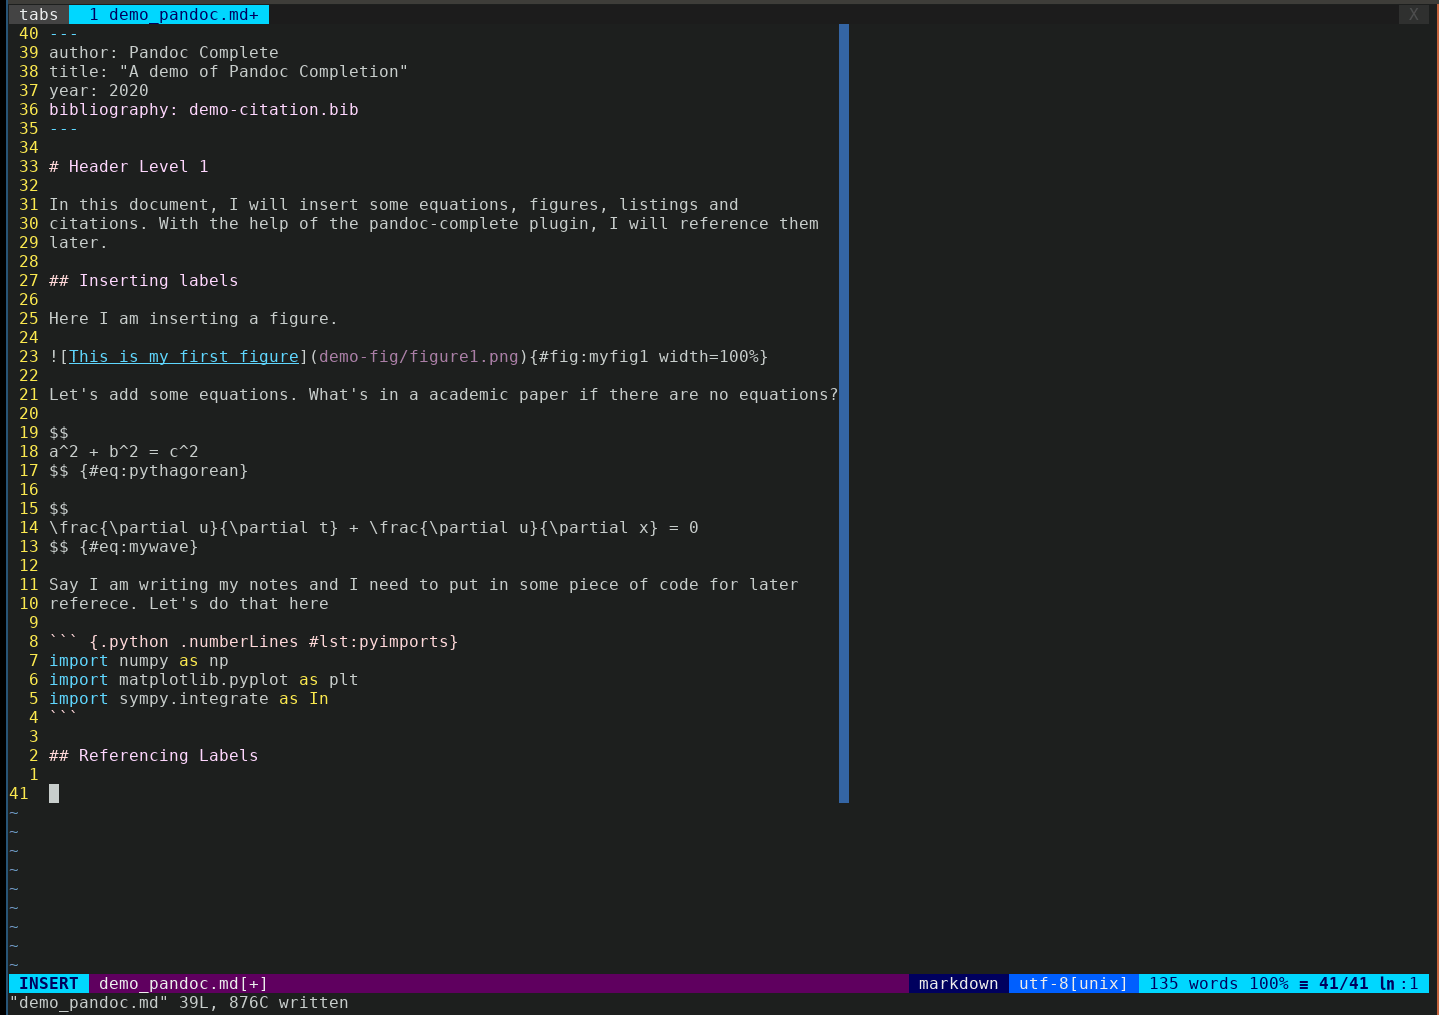 tabs 1 demo_pandoc.md+ X
40 ---
39 author: Pandoc Complete
38 title: "A demo of Pandoc Completion"
37 year: 2020
36 bibliography: demo-citation.bib
35 ---
34
33 # Header Level 1
32
31 In this document, I will insert some equations, figures, listings and
30 citations. With the help of the pandoc-complete plugin, I will reference them
29 later.
28
27 ## Inserting labels
26
25 Here I am inserting a figure.
24
23 ![This is my first figure](demo-fig/figure1.png){#fig:myfig1 width=100%}
22
21 Let's add some equations. What's in a academic paper if there are no equations?
20
19 $$
18 a^2 + b^2 = c^2
17 $$ {#eq:pythagorean}
16
15 $$
14 \frac{\partial u}{\partial t} + \frac{\partial u}{\partial x} = 0
13 $$ {#eq:mywave}
12
11 Say I am writing my notes and I need to put in some piece of code for later
10 referece. Let's do that here
9
8 ``` {.python .numberLines #lst:pyimports}
7 import numpy as np
6 import matplotlib.pyplot as plt
5 import sympy.integrate as In
4 ```
3
2 ## Referencing Labels
1
41
~
~
~
~
~
~
~
~
~
INSERT demo_pandoc.md[+] markdown utf-8[unix] 135 words 100% ≡ 41/41 ㏑:1
"demo_pandoc.md" 39L, 876C written